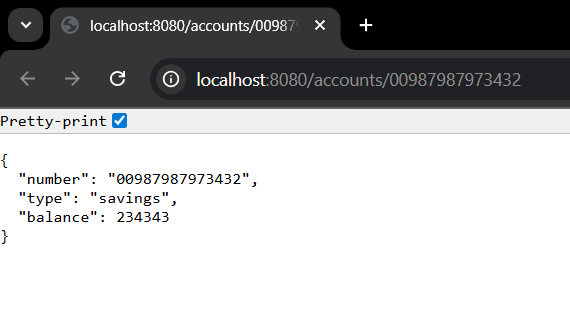 localhost:8080/accounts/00987
localhost:8080/accounts/00987987973432
Pretty-print
{
"number": "00987987973432",
"type": "savings",
"balance": 234343
}